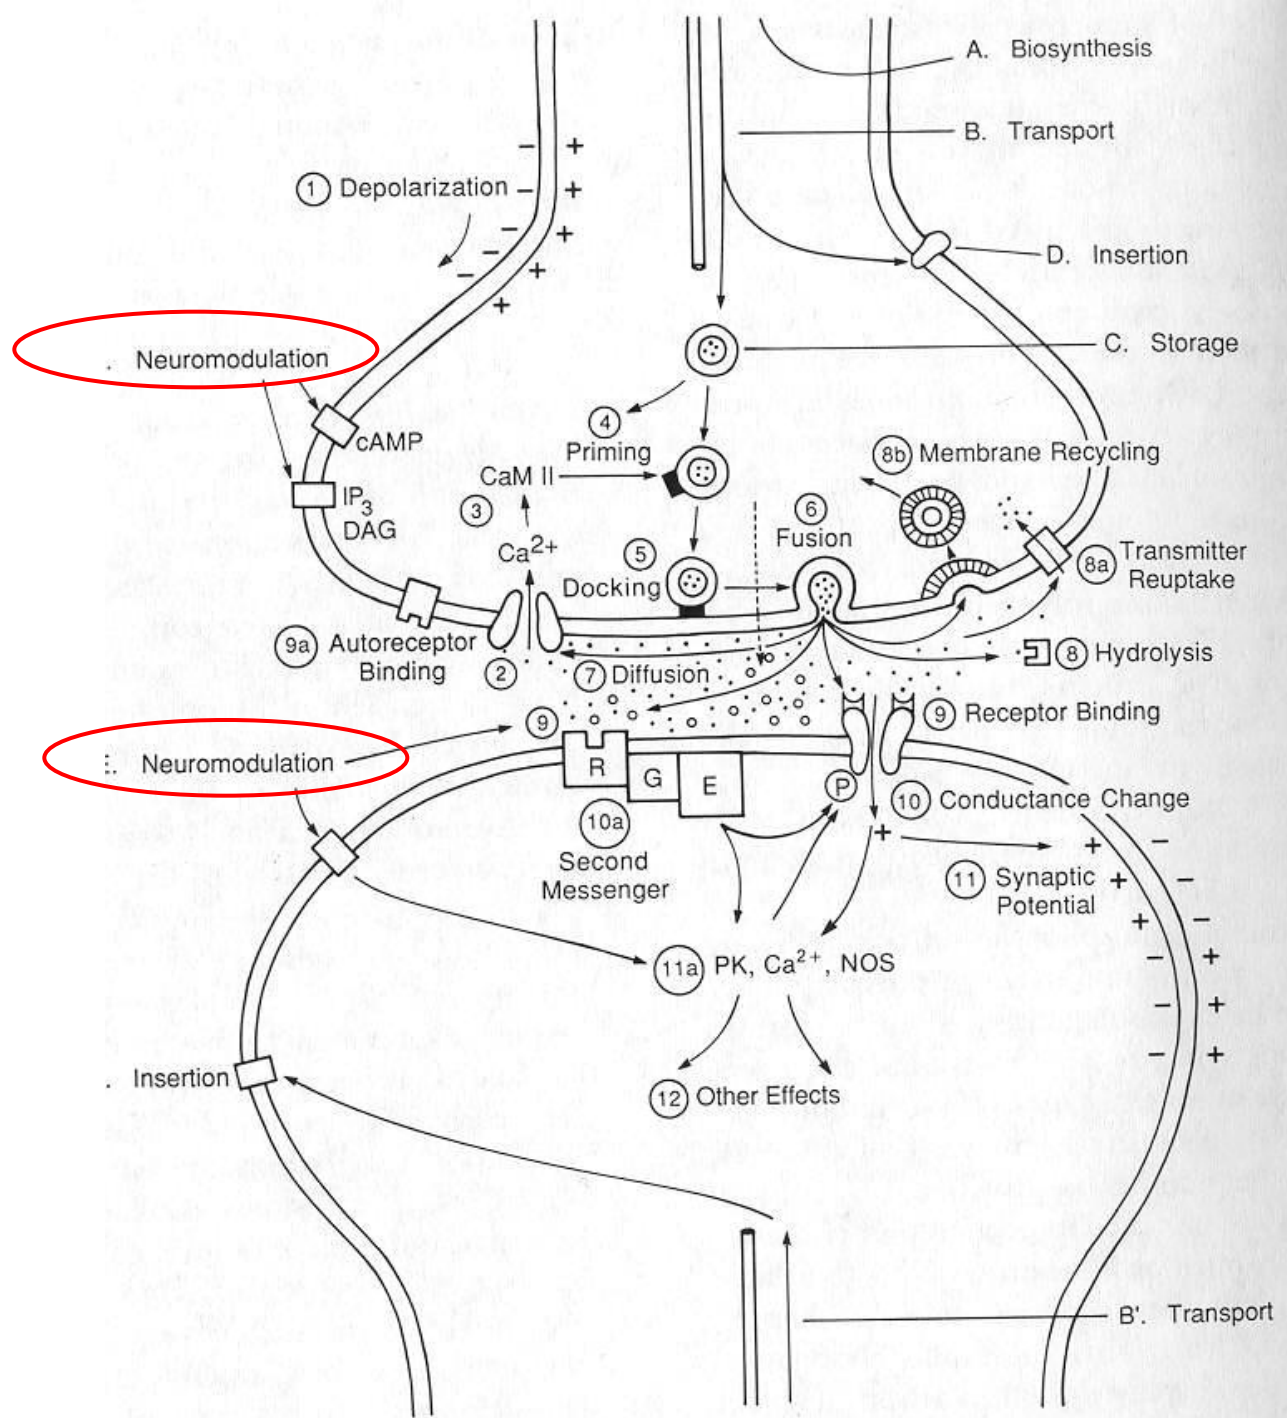 A. Biosynthesis
B. Transport
1 Depolarization
D. Insertion
C. Storage
. Neuromodulation
4
Priming
cAMP
8b Membrane Recycling
CaM II
IP3
DAG
3
6
Fusion
Ca2+
5
Docking
8a Transmitter
Reuptake
9a Autoreceptor
Binding
2
7 Diffusion
8 Hydrolysis
9
9 Receptor Binding
. Neuromodulation
R G E
P
10 Conductance Change
10a
Second
Messenger
11 Synaptic
Potential
11a PK, Ca2+, NOS
. Insertion
12 Other Effects
B'. Transport